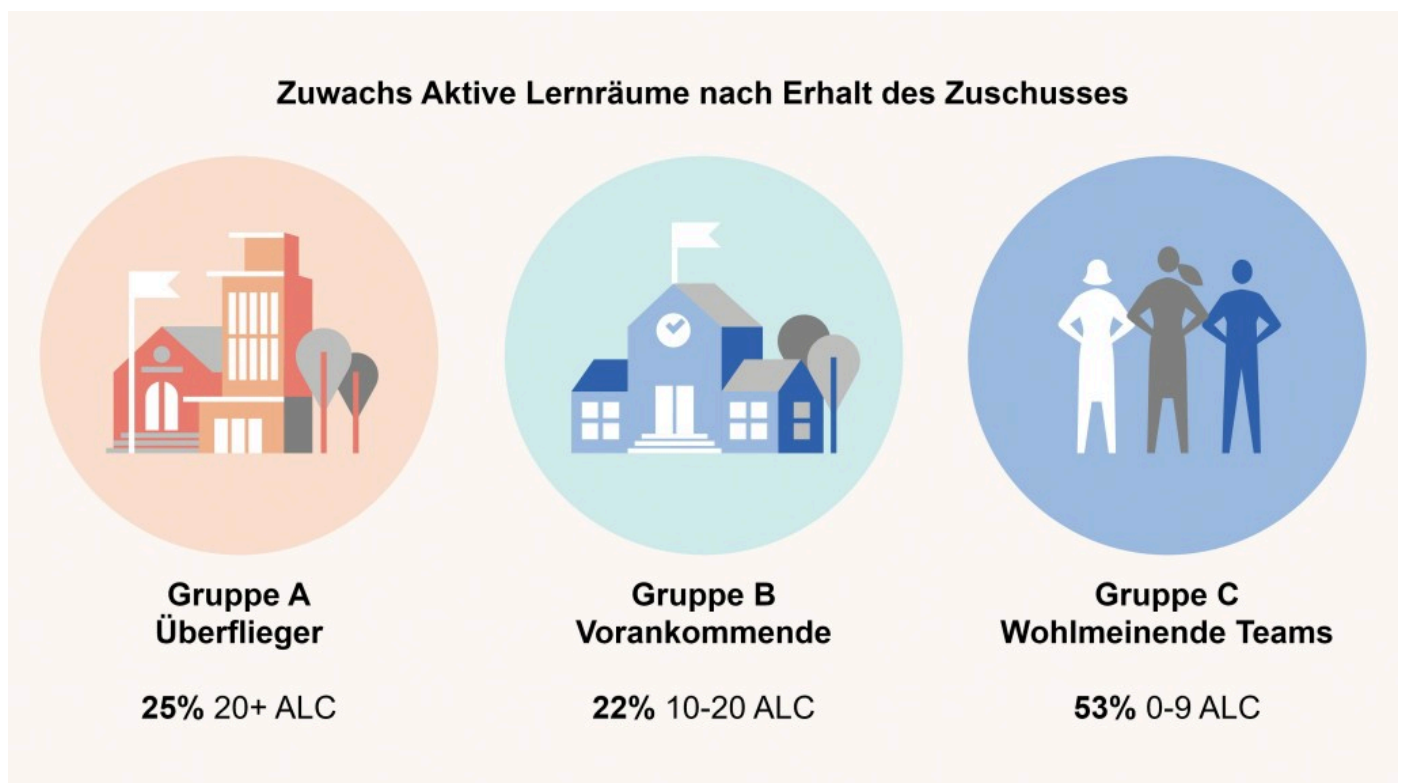 Zuwachs Aktive Lernräume nach Erhalt des Zuschusses
Gruppe A
Überflieger
25% 20+ ALC
Gruppe B
Vorankommende
22% 10-20 ALC
Gruppe C
Wohlmeinende Teams
53% 0-9 ALC